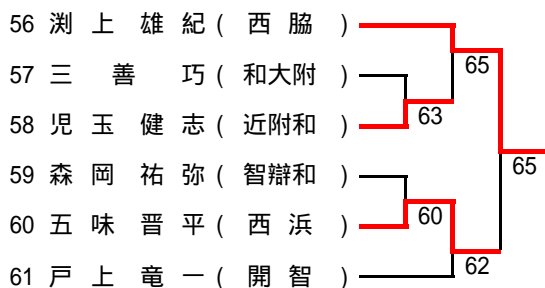 56 渕上 雄紀 ( 西脇 )
65
57 三 善 巧 ( 和大附 )
63
58 児玉 健志 ( 近附和 )
65
59 森岡 祐弥 ( 智辯和 )
60
60 五味 晋平 ( 西浜 )
62
61 戸上 竜一 ( 開智 )